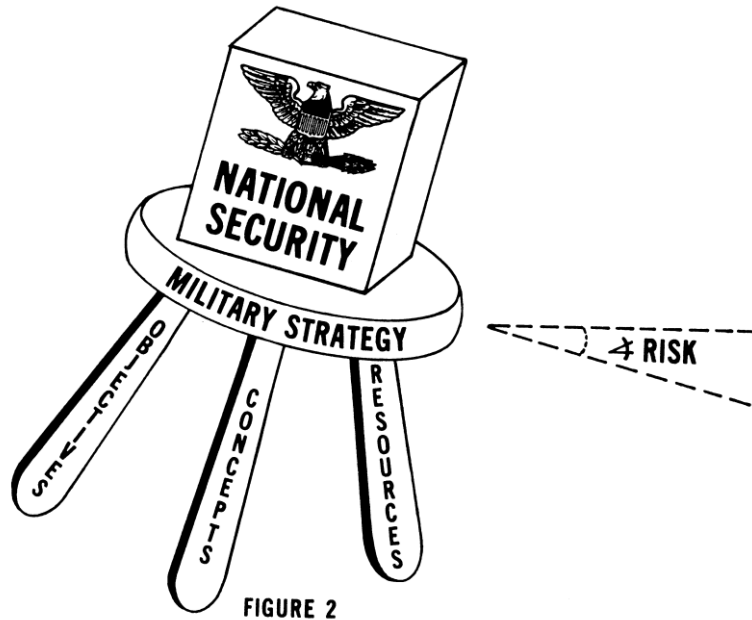 NATIONAL
SECURITY
MILITARY STRATEGY
OBJECTIVES
CONCEPTS
RESOURCES
∡ RISK
FIGURE 2